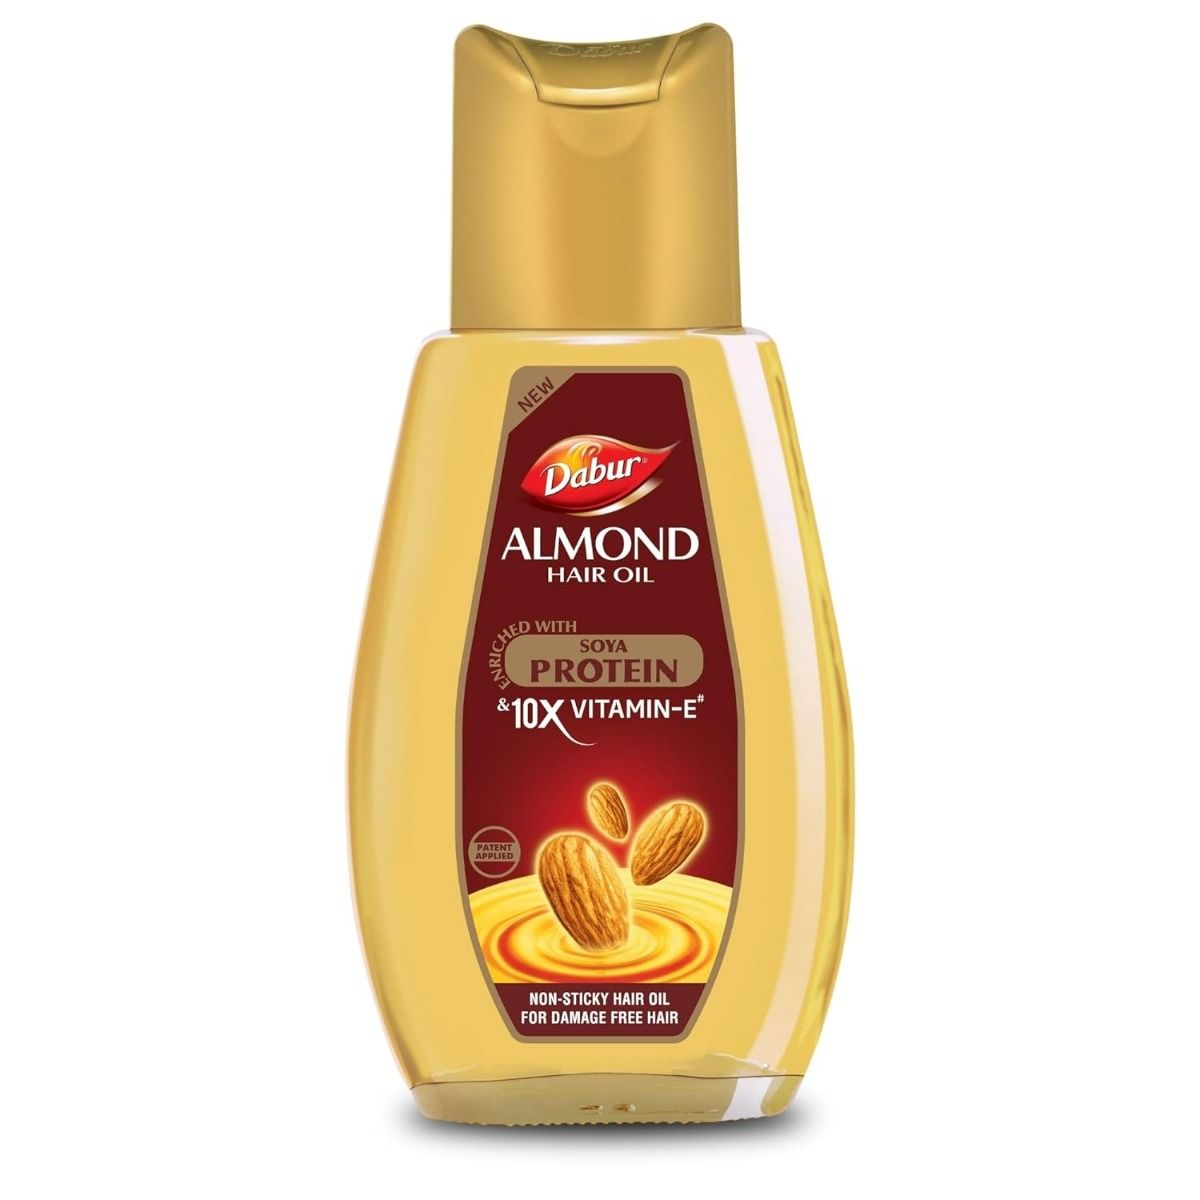 Dabur
NEW
Dabur®
ALMOND
HAIR OIL
ENRICHED WITH
SOYA
PROTEIN
& 10X VITAMIN-E#
PATENT
APPLIED
NON-STICKY HAIR OIL
FOR DAMAGE FREE HAIR